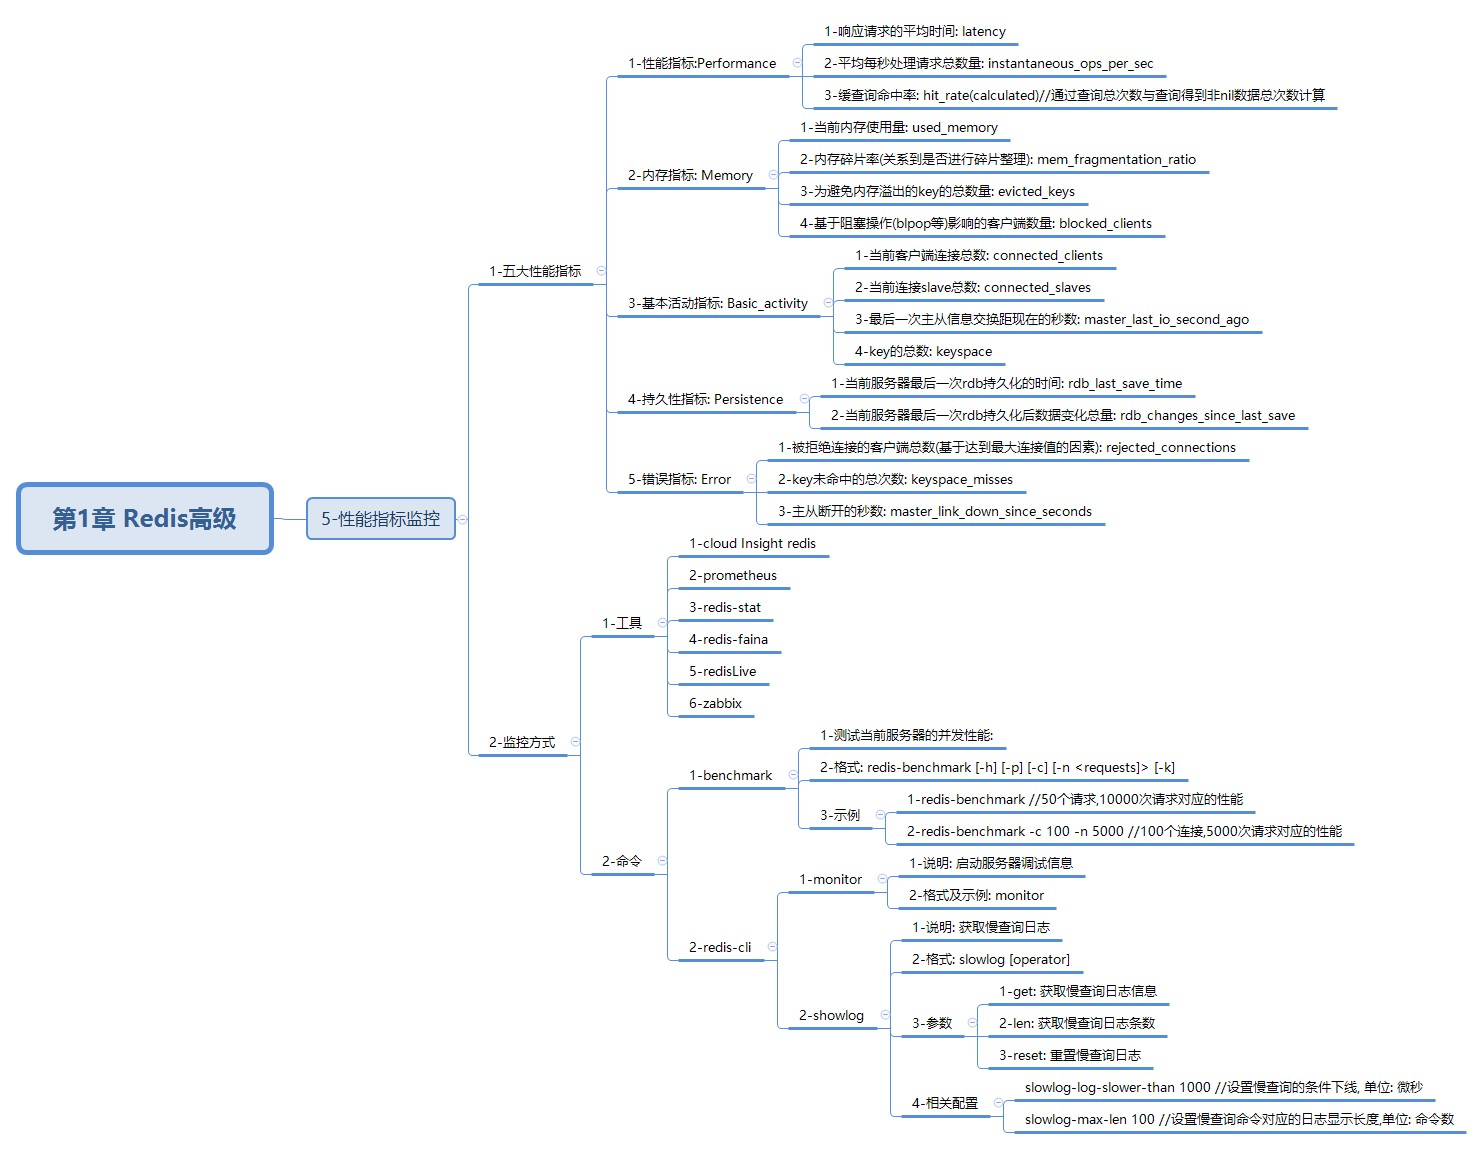 第1章 Redis高级
5-性能指标监控
1-五大性能指标
1-性能指标:Performance
1-响应请求的平均时间: latency
2-平均每秒处理请求总数量: instantaneous_ops_per_sec
3-缓查询命中率: hit_rate(calculated)//通过查询总次数与查询得到非nil数据总次数计算
2-内存指标: Memory
1-当前内存使用量: used_memory
2-内存碎片率(关系到是否进行碎片整理): mem_fragmentation_ratio
3-为避免内存溢出的key的总数量: evicted_keys
4-基于阻塞操作(blpop等)影响的客户端数量: blocked_clients
3-基本活动指标: Basic_activity
1-当前客户端连接总数: connected_clients
2-当前连接slave总数: connected_slaves
3-最后一次主从信息交换距现在的秒数: master_last_io_second_ago
4-key的总数: keyspace
4-持久性指标: Persistence
1-当前服务器最后一次rdb持久化的时间: rdb_last_save_time
2-当前服务器最后一次rdb持久化后数据变化总量: rdb_changes_since_last_save
5-错误指标: Error
1-被拒绝连接的客户端总数(基于达到最大连接值的因素): rejected_connections
2-key未命中的总次数: keyspace_misses
3-主从断开的秒数: master_link_down_since_seconds
2-监控方式
1-工具
1-cloud Insight redis
2-prometheus
3-redis-stat
4-redis-faina
5-redisLive
6-zabbix
2-命令
1-benchmark
1-测试当前服务器的并发性能:
2-格式: redis-benchmark [-h] [-p] [-c] [-n <requests]> [-k]
3-示例
1-redis-benchmark //50个请求,10000次请求对应的性能
2-redis-benchmark -c 100 -n 5000 //100个连接,5000次请求对应的性能
2-redis-cli
1-monitor
1-说明: 启动服务器调试信息
2-格式及示例: monitor
2-showlog
1-说明: 获取慢查询日志
2-格式: slowlog [operator]
3-参数
1-get: 获取慢查询日志信息
2-len: 获取慢查询日志条数
3-reset: 重置慢查询日志
4-相关配置
slowlog-log-slower-than 1000 //设置慢查询的条件下线, 单位: 微秒
slowlog-max-len 100 //设置慢查询命令对应的日志显示长度,单位: 命令数